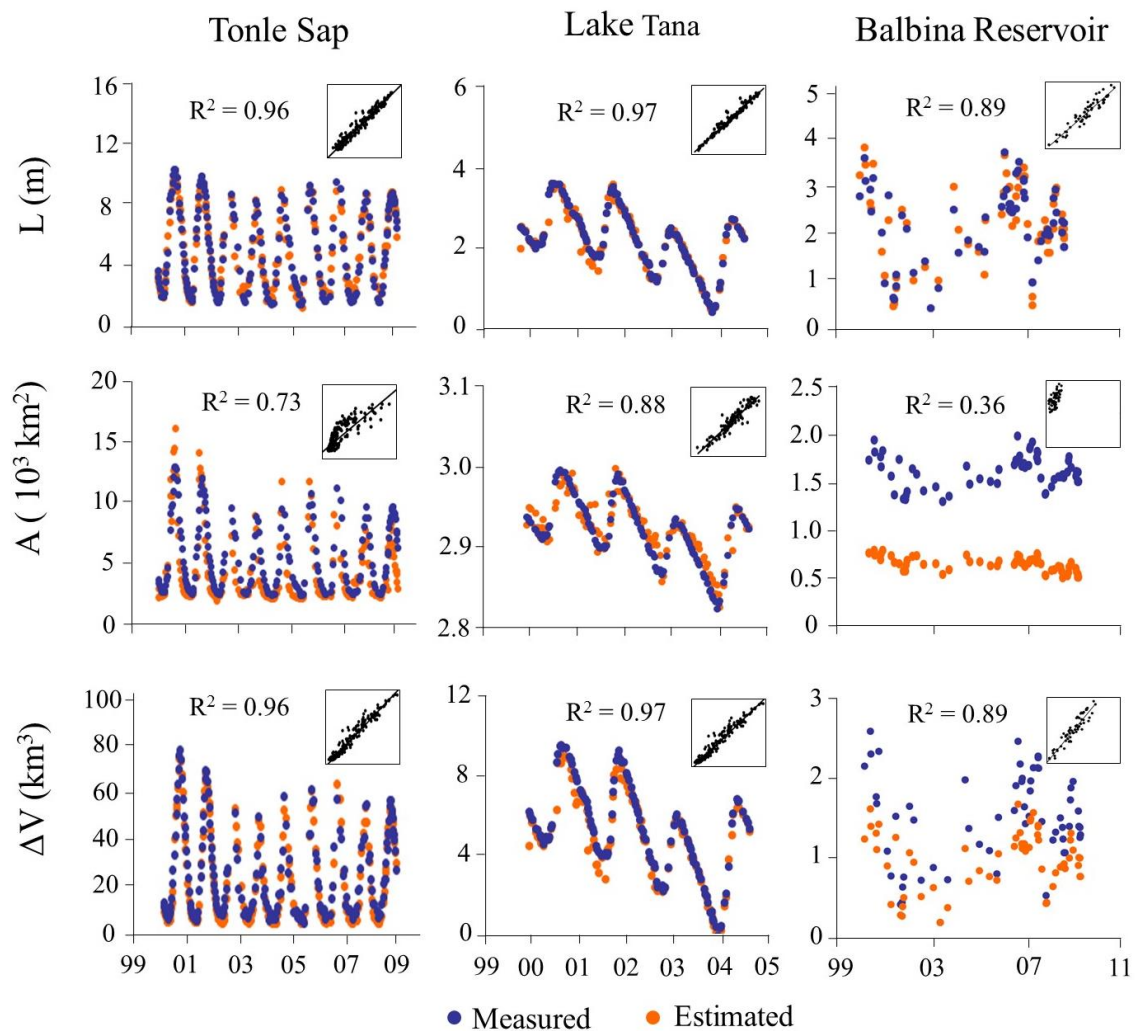 Tonle Sap Lake Tana Balbina Reservoir
L (m)
16
12
8
4
0
R² = 0.96
6
4
2
0
R² = 0.97
5
4
3
2
1
0
R² = 0.89
A ( 10³ km²)
20
15
10
5
0
R² = 0.73
3.1
3.0
2.9
2.8
R² = 0.88
2.5
2.0
1.5
1.0
0.5
0
R² = 0.36
ΔV (km³)
100
80
60
40
20
0
R² = 0.96
12
8
4
0
R² = 0.97
3
2
1
0
R² = 0.89
99 01 03 05 07 09
99 00 01 02 04 05
99 03 07 11
Measured Estimated